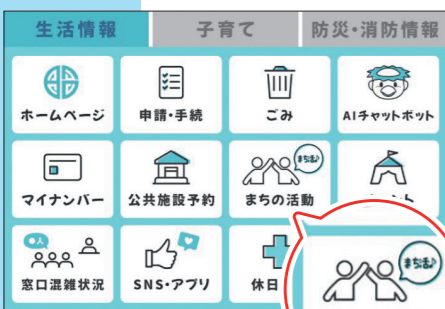 生活情報
子育て
防災・消防情報
ホームページ
申請・手続
ごみ
AIチャットボット
マイナンバー
公共施設予約
まち活♪
まちの活動
窓口混雑状況
SNS・アプリ
休日
まち活♪